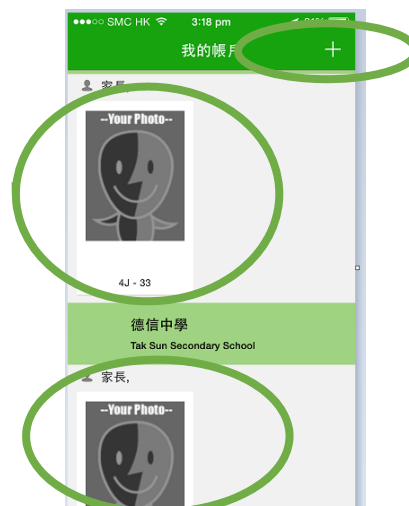 SMC HK 3:18 pm
我的帳戶
家長,
--Your Photo--
4J - 33
德信中學
Tak Sun Secondary School
家長,
--Your Photo--